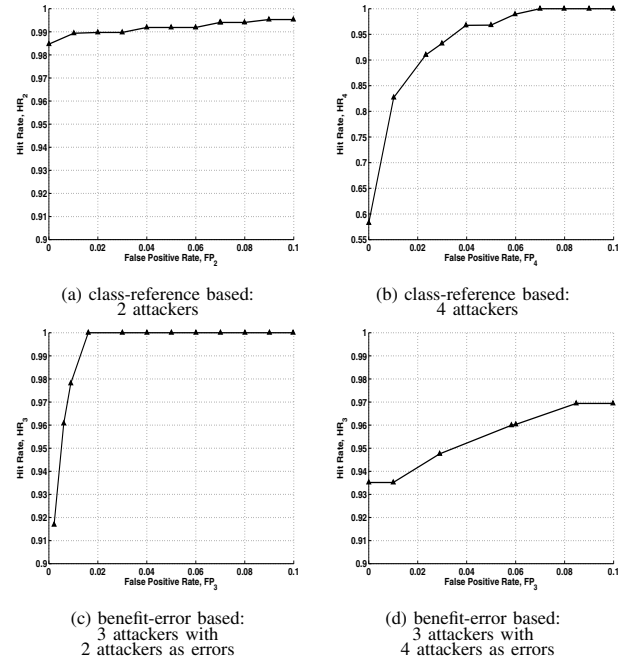 1
0.99
0.98
0.97
0.96
0.95
0.94
0.93
0.92
0.91
0.9
Hit Rate, HR2
0 0.02 0.04 0.06 0.08 0.1
False Positive Rate, FP2
(a) class-reference based:
2 attackers
1
0.95
0.9
0.85
0.8
0.75
0.7
0.65
0.6
0.55
Hit Rate, HR4
0 0.02 0.04 0.06 0.08 0.1
False Positive Rate, FP4
(b) class-reference based:
4 attackers
1
0.99
0.98
0.97
0.96
0.95
0.94
0.93
0.92
0.91
0.9
Hit Rate, HR3
0 0.02 0.04 0.06 0.08 0.1
False Positive Rate, FP3
(c) benefit-error based:
3 attackers with
2 attackers as errors
1
0.99
0.98
0.97
0.96
0.95
0.94
0.93
0.92
0.91
0.9
Hit Rate, HR3
0 0.02 0.04 0.06 0.08 0.1
False Positive Rate, FP3
(d) benefit-error based:
3 attackers with
4 attackers as errors